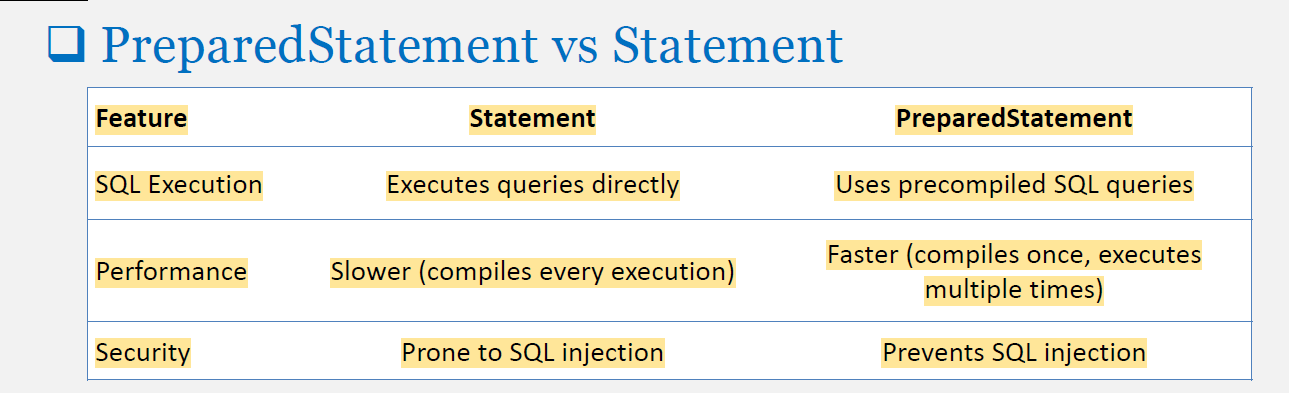 PreparedStatement vs Statement
Feature Statement PreparedStatement
SQL Execution Executes queries directly Uses precompiled SQL queries
Performance Slower (compiles every execution) Faster (compiles once, executes
multiple times)
Security Prone to SQL injection Prevents SQL injection